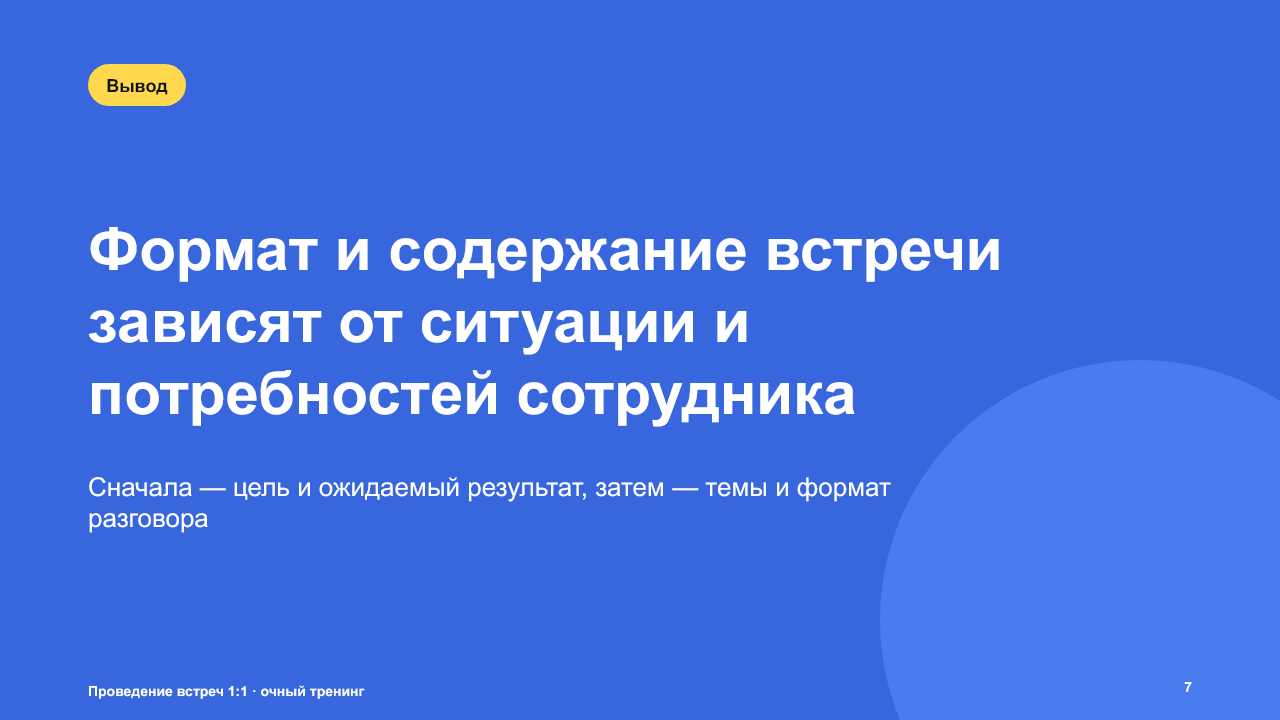 Вывод
Формат и содержание встречи
зависят от ситуации и
потребностей сотрудника
Сначала — цель и ожидаемый результат, затем — темы и формат
разговора
Проведение встреч 1:1 · очный тренинг
7